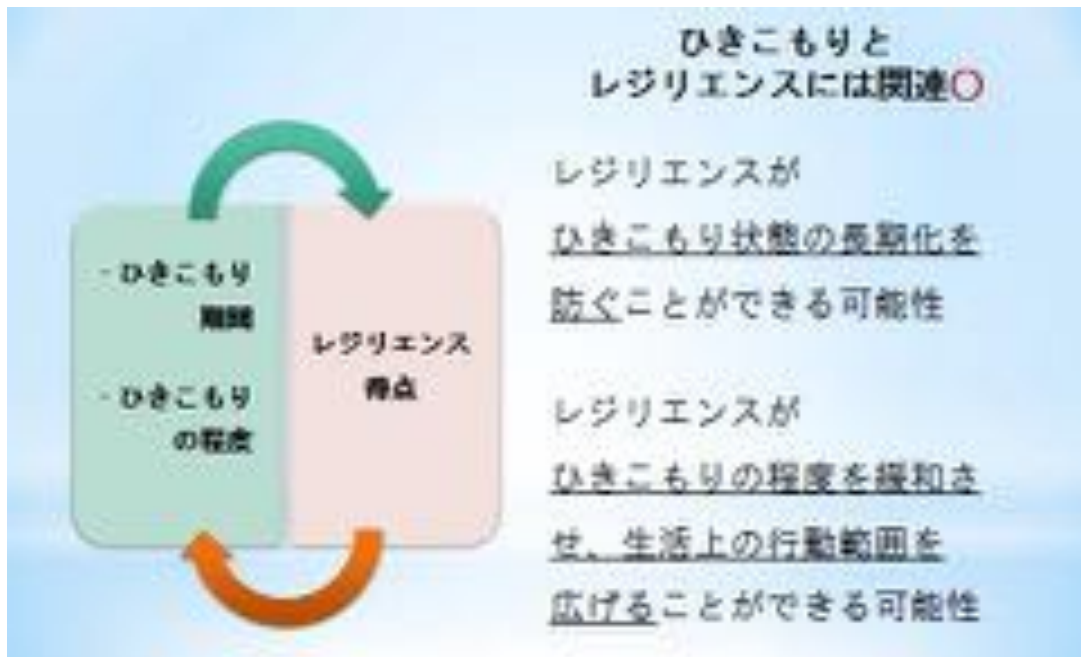 ひきこもりと
レジリエンスには関連〇
・ひきこもり
期間
・ひきこもり
の程度
レジリエンス
得点
レジリエンスが
ひきこもり状態の長期化を
防ぐことができる可能性
レジリエンスが
ひきこもりの程度を緩和さ
せ、生活上の行動範囲を
広げることができる可能性